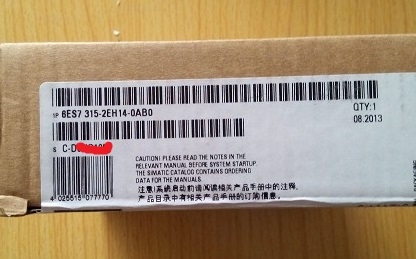 1P 6ES7 315-2EH14-0AB0
QTY:1
08.2013
S C-D
CAUTION! PLEASE READ THE NOTES IN THE
RELEVANT MANUAL BEFORE SYSTEM STARTUP.
THE SIMATIC CATALOG CONTAINS ORDERING
DATA FOR THE MANUALS.
注意!系统启动前请阅读相关产品手册中的注释,
产品目录中有相关产品手册的订购信息。
4 025515 077770